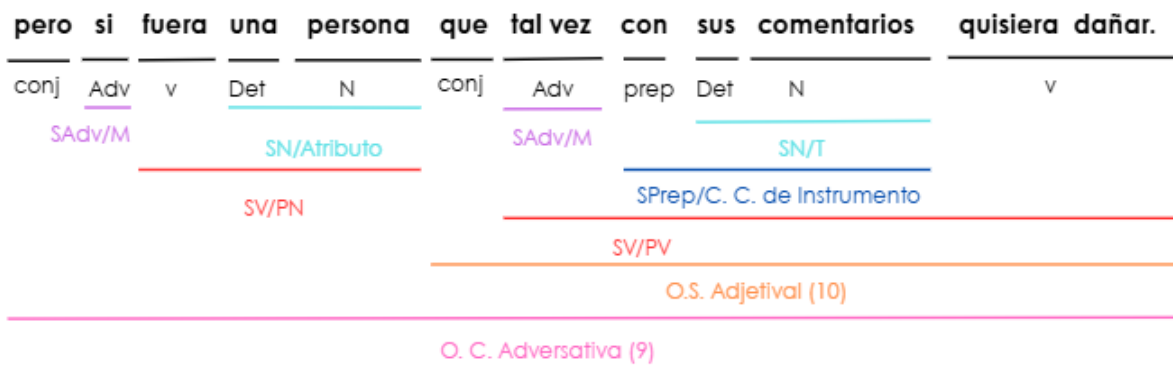 pero si fuera una persona que tal vez con sus comentarios quisiera dañar.
conj Adv v Det N conj Adv prep Det N v
SAdv/M SN/Atributo SAdv/M SN/T
SV/PN SPrep/C. C. de Instrumento
SV/PV
O.S. Adjetival (10)
O. C. Adversativa (9)